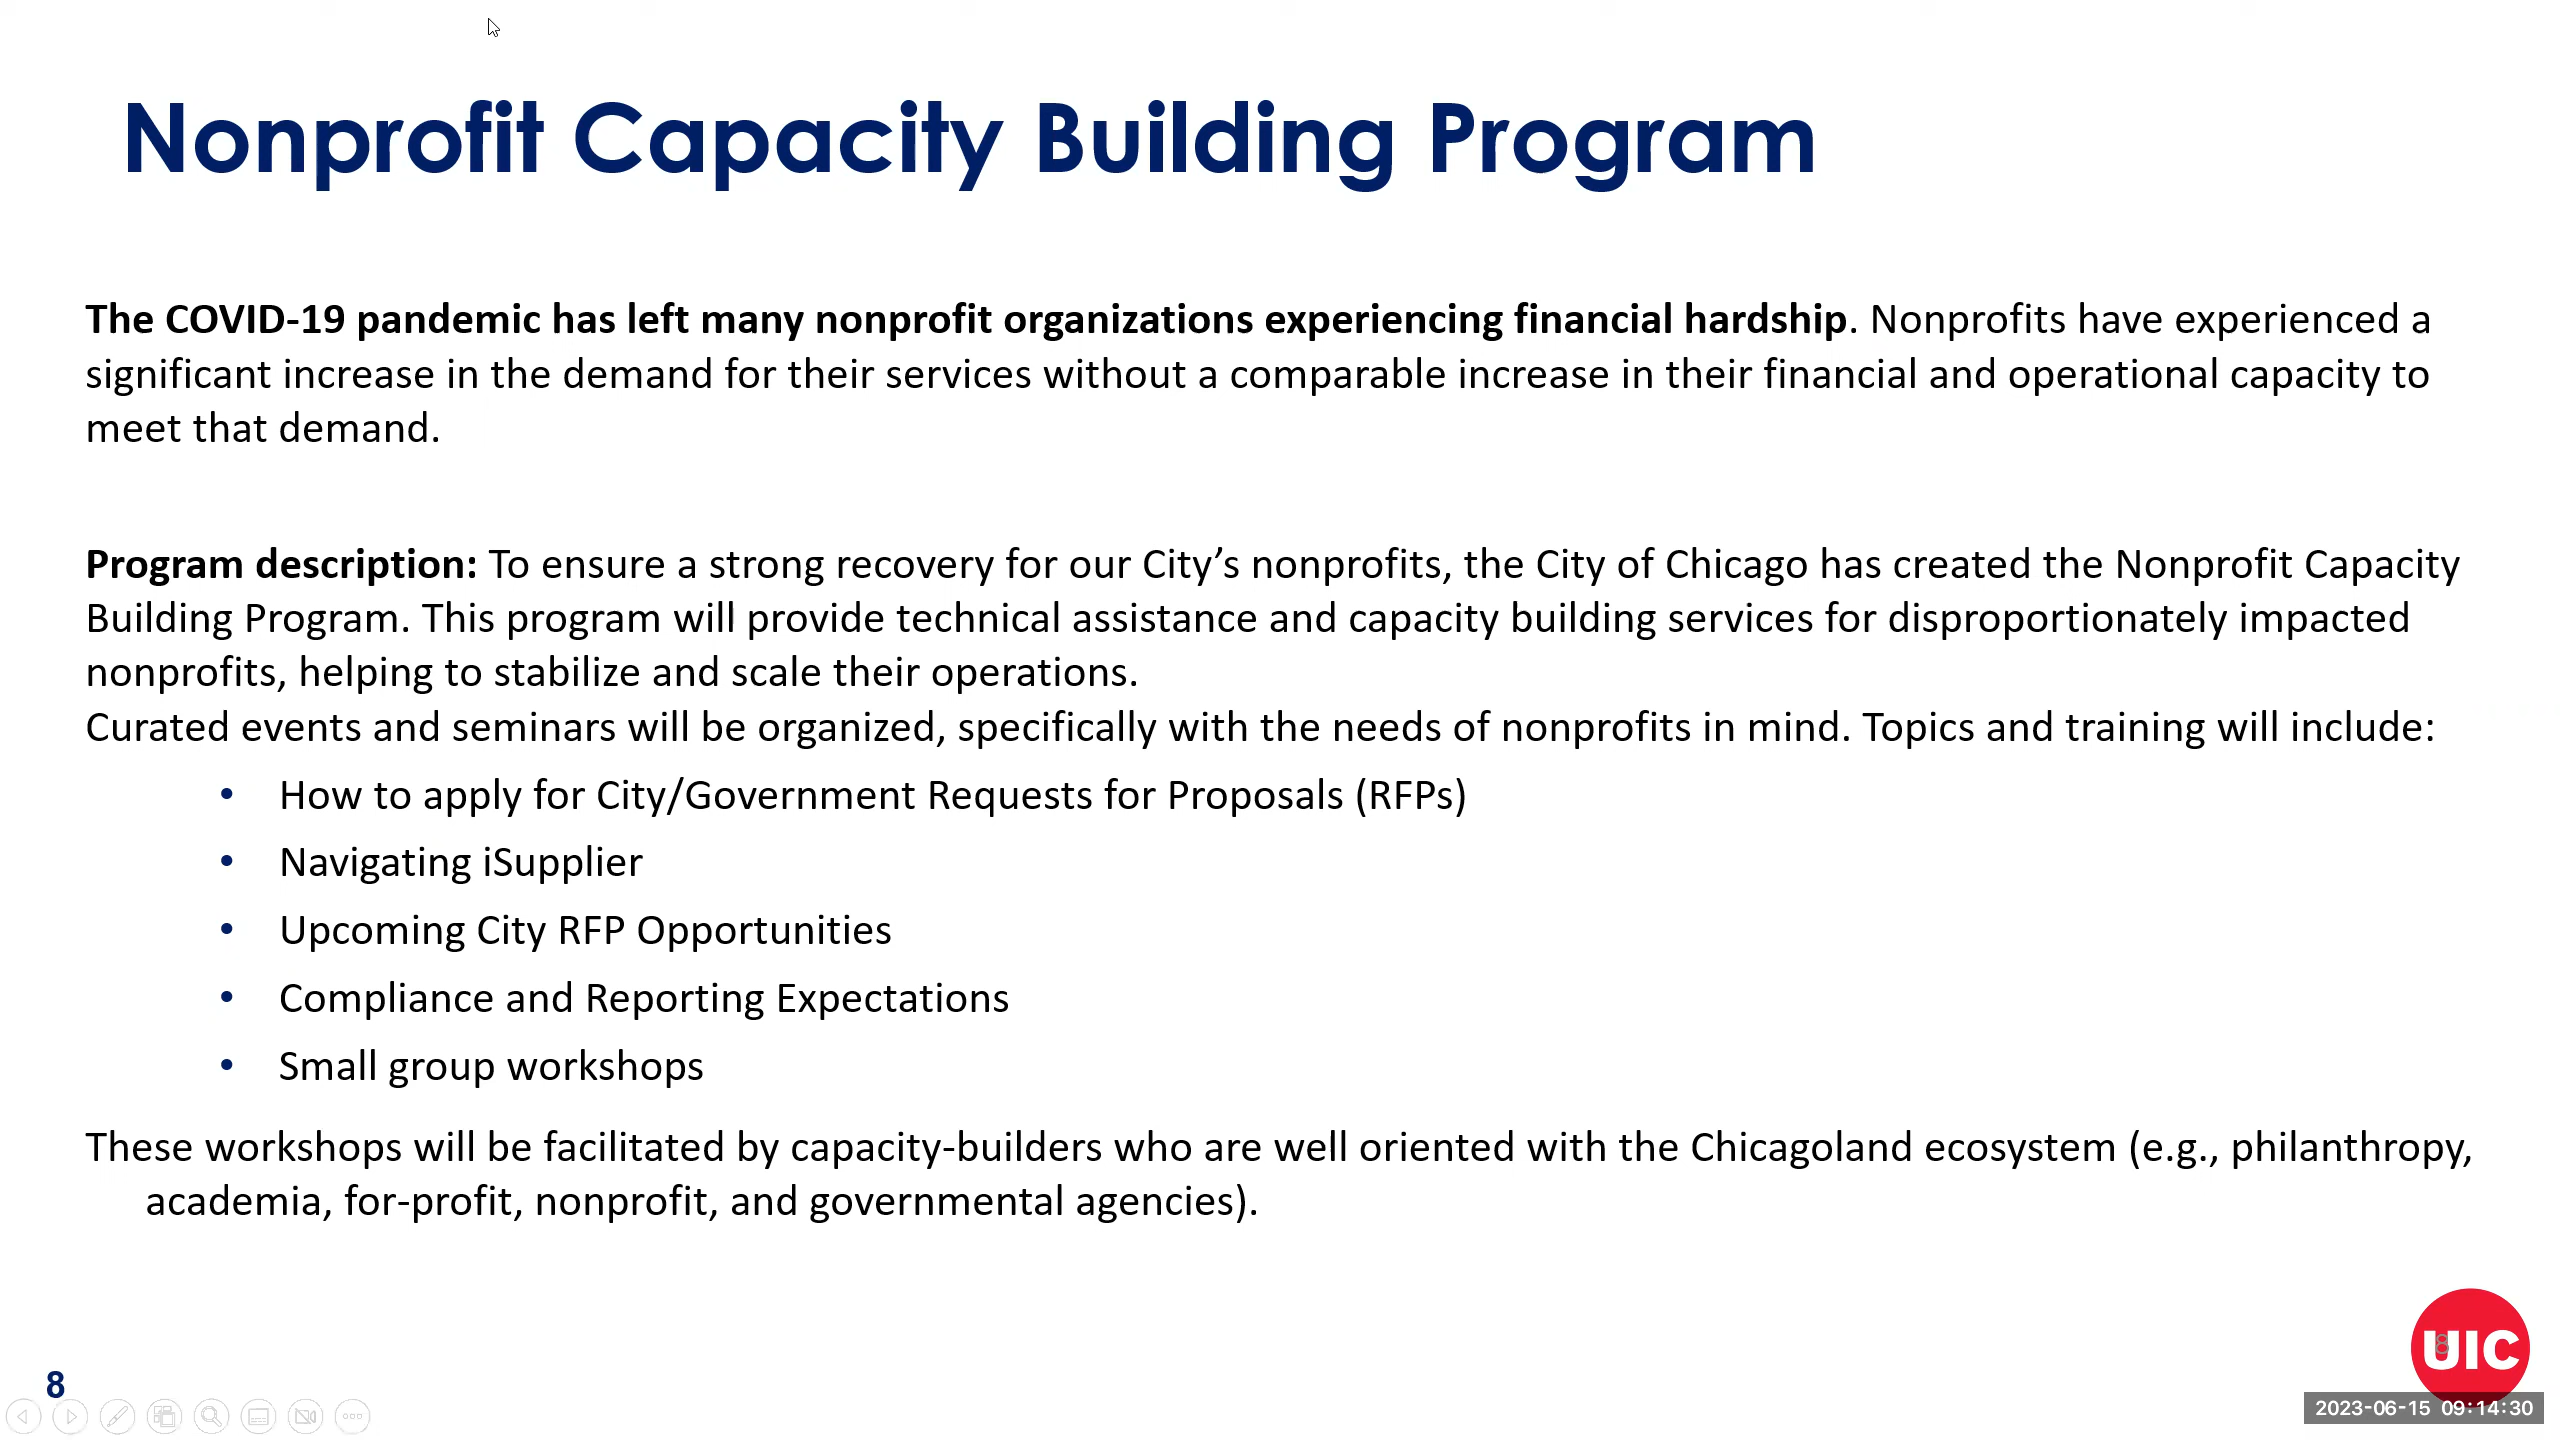 Nonprofit Capacity Building Program
The COVID-19 pandemic has left many nonprofit organizations experiencing financial hardship. Nonprofits have experienced a
significant increase in the demand for their services without a comparable increase in their financial and operational capacity to
meet that demand.
Program description: To ensure a strong recovery for our City’s nonprofits, the City of Chicago has created the Nonprofit Capacity
Building Program. This program will provide technical assistance and capacity building services for disproportionately impacted
nonprofits, helping to stabilize and scale their operations.
Curated events and seminars will be organized, specifically with the needs of nonprofits in mind. Topics and training will include:
• How to apply for City/Government Requests for Proposals (RFPs)
• Navigating iSupplier
• Upcoming City RFP Opportunities
• Compliance and Reporting Expectations
• Small group workshops
These workshops will be facilitated by capacity-builders who are well oriented with the Chicagoland ecosystem (e.g., philanthropy,
academia, for-profit, nonprofit, and governmental agencies).
UIC
8
8
2023-06-15 09:14:30